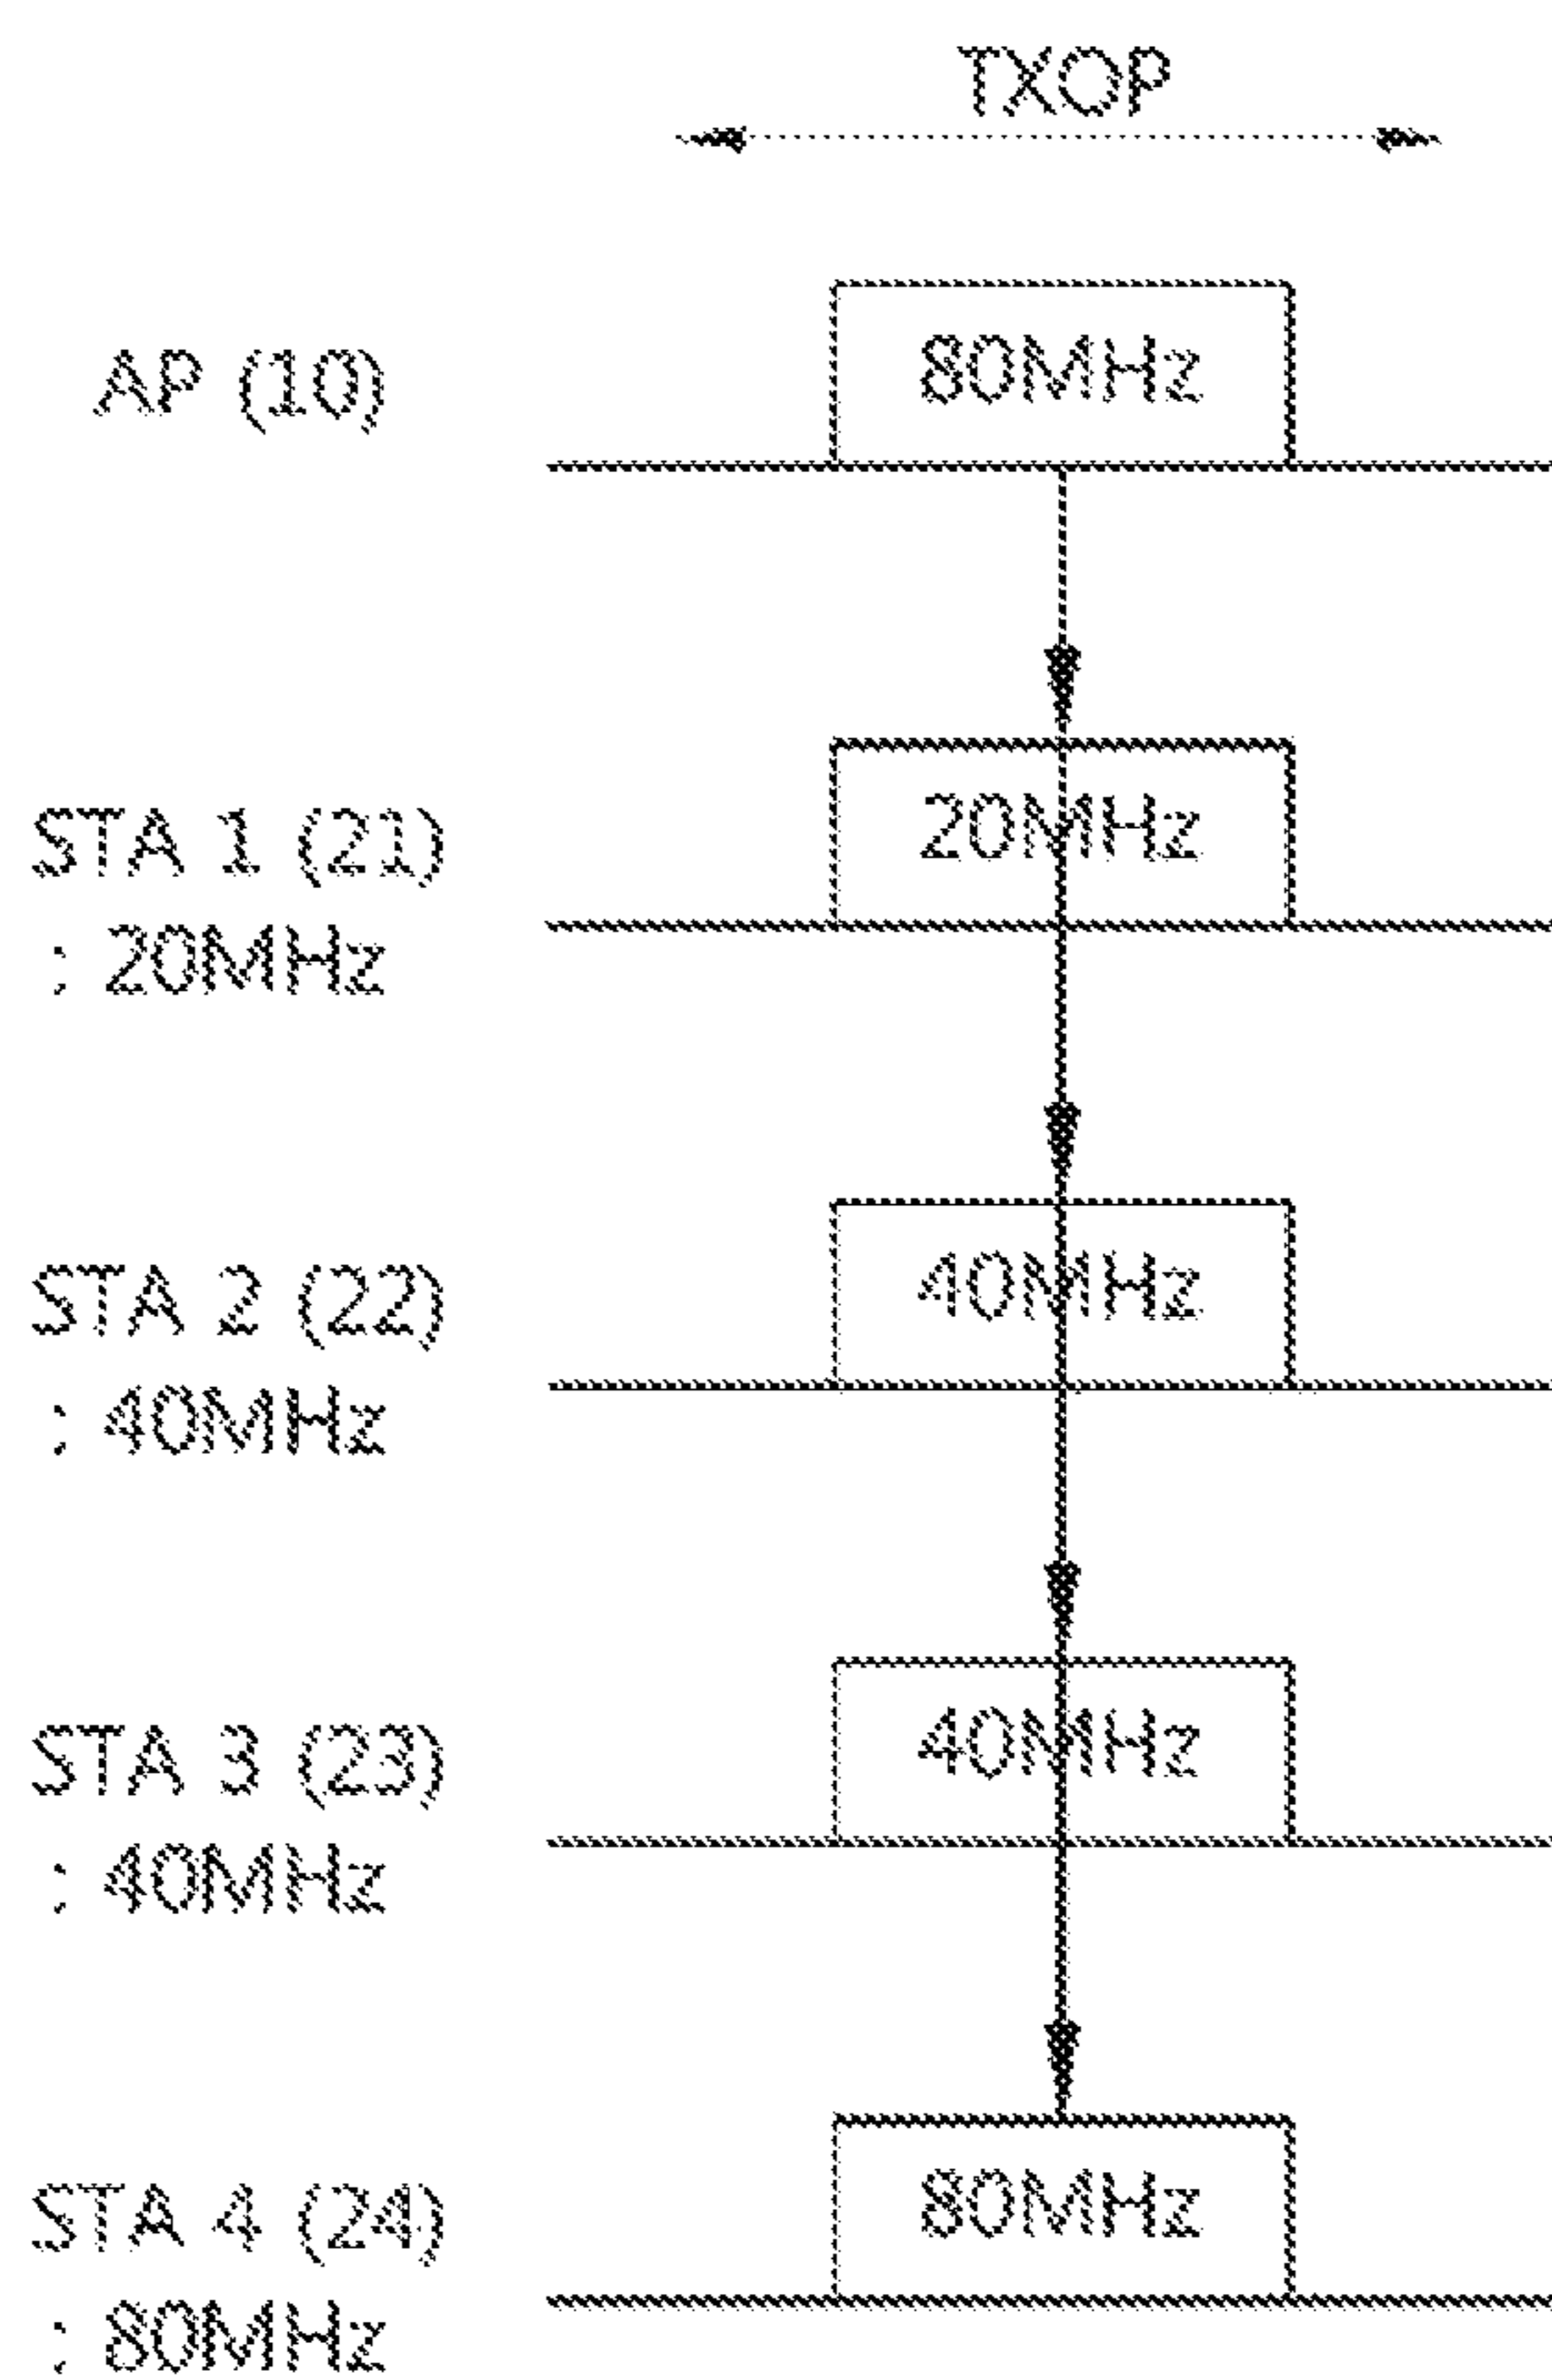 TXOP
AP (10)
80MHz
STA 1 (21)
: 20MHz
20MHz
STA 2 (22)
: 40MHz
40MHz
STA 3 (23)
: 40MHz
40MHz
STA 4 (24)
: 80MHz
80MHz